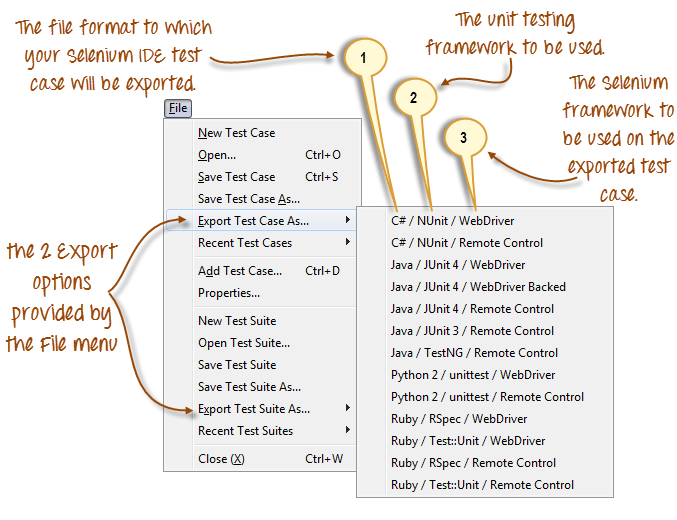 The file format to which
your Selenium IDE test
case will be exported.
The unit testing
framework to be used.
The Selenium
framework to
be used on the
exported test
case.
1
2
3
File
New Test Case
Open... Ctrl+O
Save Test Case Ctrl+S
Save Test Case As...
Export Test Case As...
Recent Test Cases
Add Test Case... Ctrl+D
Properties...
New Test Suite
Open Test Suite...
Save Test Suite
Save Test Suite As...
Export Test Suite As...
Recent Test Suites
Close (X) Ctrl+W
the 2 Export
options
provided by
the File menu
C# / NUnit / WebDriver
C# / NUnit / Remote Control
Java / JUnit 4 / WebDriver
Java / JUnit 4 / WebDriver Backed
Java / JUnit 4 / Remote Control
Java / JUnit 3 / Remote Control
Java / TestNG / Remote Control
Python 2 / unittest / WebDriver
Python 2 / unittest / Remote Control
Ruby / RSpec / WebDriver
Ruby / Test::Unit / WebDriver
Ruby / RSpec / Remote Control
Ruby / Test::Unit / Remote Control